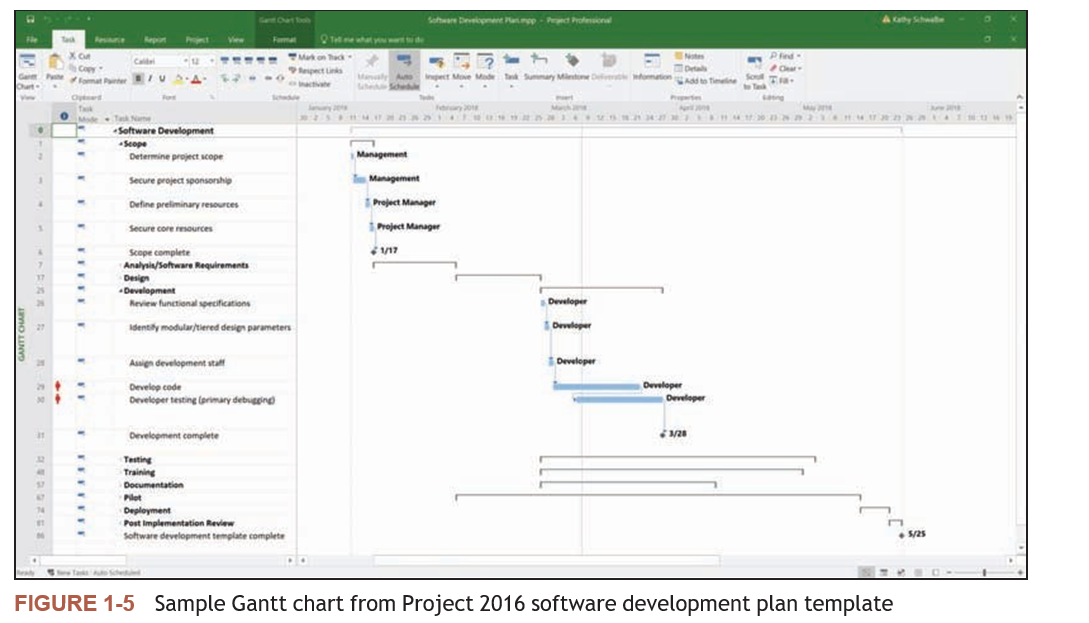 Gantt Chart Tools Software Development Plan.mpp - Project Professional Kathy Schwalbe
File Task Resource Report Project View Format Tell me what you want to do
Gantt Chart Paste Cut Calibri 12 Mark on Track Manually Schedule Auto Schedule Inspect Move Mode Task Summary Milestone Deliverable Information Notes Scroll to Task Find
Copy B I U Respect Links Details Clear
Format Painter Inactivate Add to Timeline Fill
View Clipboard Font Schedule Tasks Insert Properties Editing
Task Mode Task Name January 2018 February 2018 March 2018 April 2018 May 2018 June 2018
0 Software Development
1 Scope
2 Determine project scope Management
3 Secure project sponsorship Management
4 Define preliminary resources Project Manager
5 Secure core resources Project Manager
6 Scope complete 1/17
7 Analysis/Software Requirements
17 Design
25 Development
26 Review functional specifications Developer
27 Identify modular/tiered design parameters Developer
28 Assign development staff Developer
29 Develop code Developer
30 Developer testing (primary debugging) Developer
31 Development complete 3/28
32 Testing
48 Training
57 Documentation
67 Pilot
74 Deployment
81 Post Implementation Review
86 Software development template complete 5/25
GANTT CHART
Ready New Tasks : Auto Scheduled
FIGURE 1-5 Sample Gantt chart from Project 2016 software development plan template